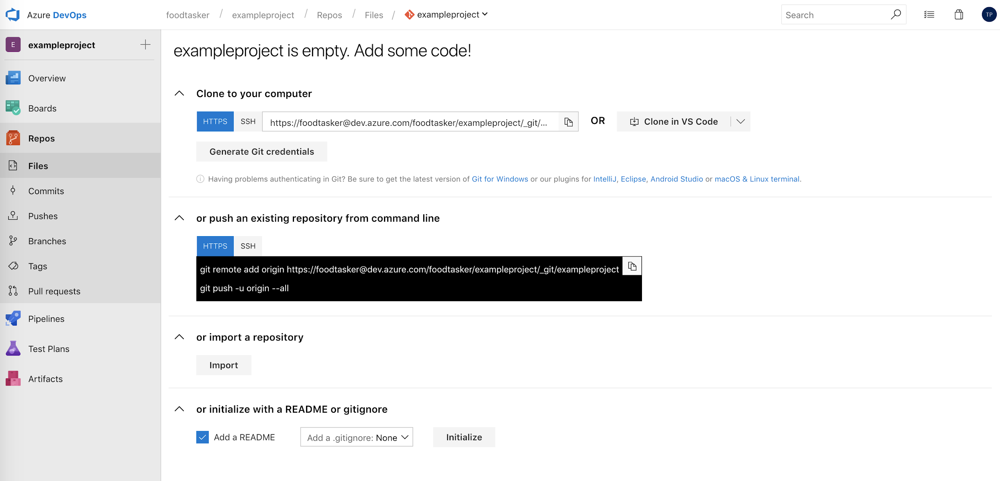 Azure DevOps
foodtasker / exampleproject / Repos / Files / exampleproject
Search
TP
E exampleproject
Overview
Boards
Repos
Files
Commits
Pushes
Branches
Tags
Pull requests
Pipelines
Test Plans
Artifacts
exampleproject is empty. Add some code!
Clone to your computer
HTTPS SSH https://foodtasker@dev.azure.com/foodtasker/exampleproject/_git/... OR Clone in VS Code
Generate Git credentials
Having problems authenticating in Git? Be sure to get the latest version of Git for Windows or our plugins for IntelliJ, Eclipse, Android Studio or macOS & Linux terminal.
or push an existing repository from command line
HTTPS SSH
git remote add origin https://foodtasker@dev.azure.com/foodtasker/exampleproject/_git/exampleproject
git push -u origin --all
or import a repository
Import
or initialize with a README or gitignore
Add a README Add a .gitignore: None Initialize